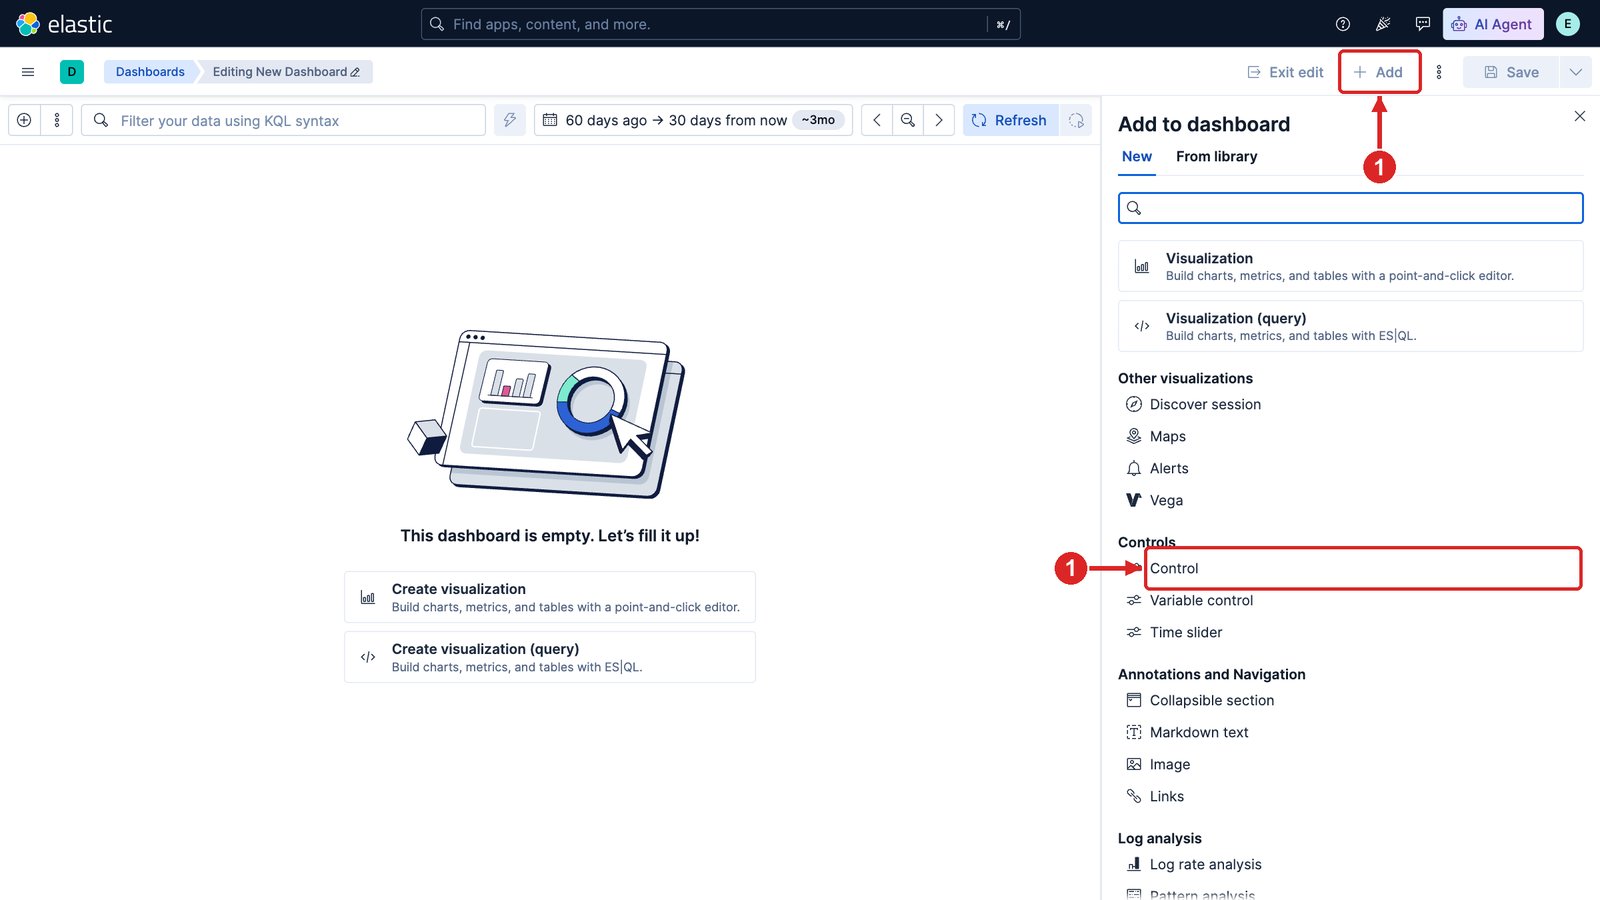 elastic
Find apps, content, and more.
⌘/
AI Agent
E
D
Dashboards
Editing New Dashboard
Exit edit
Add
Save
Filter your data using KQL syntax
60 days ago → 30 days from now
~3mo
Refresh
1
Add to dashboard
New
From library
Visualization
Build charts, metrics, and tables with a point-and-click editor.
Visualization (query)
Build charts, metrics, and tables with ES|QL.
Other visualizations
Discover session
Maps
Alerts
Vega
Controls
1
Control
Variable control
Time slider
Annotations and Navigation
Collapsible section
Markdown text
Image
Links
Log analysis
Log rate analysis
Pattern analysis
This dashboard is empty. Let’s fill it up!
Create visualization
Build charts, metrics, and tables with a point-and-click editor.
Create visualization (query)
Build charts, metrics, and tables with ES|QL.